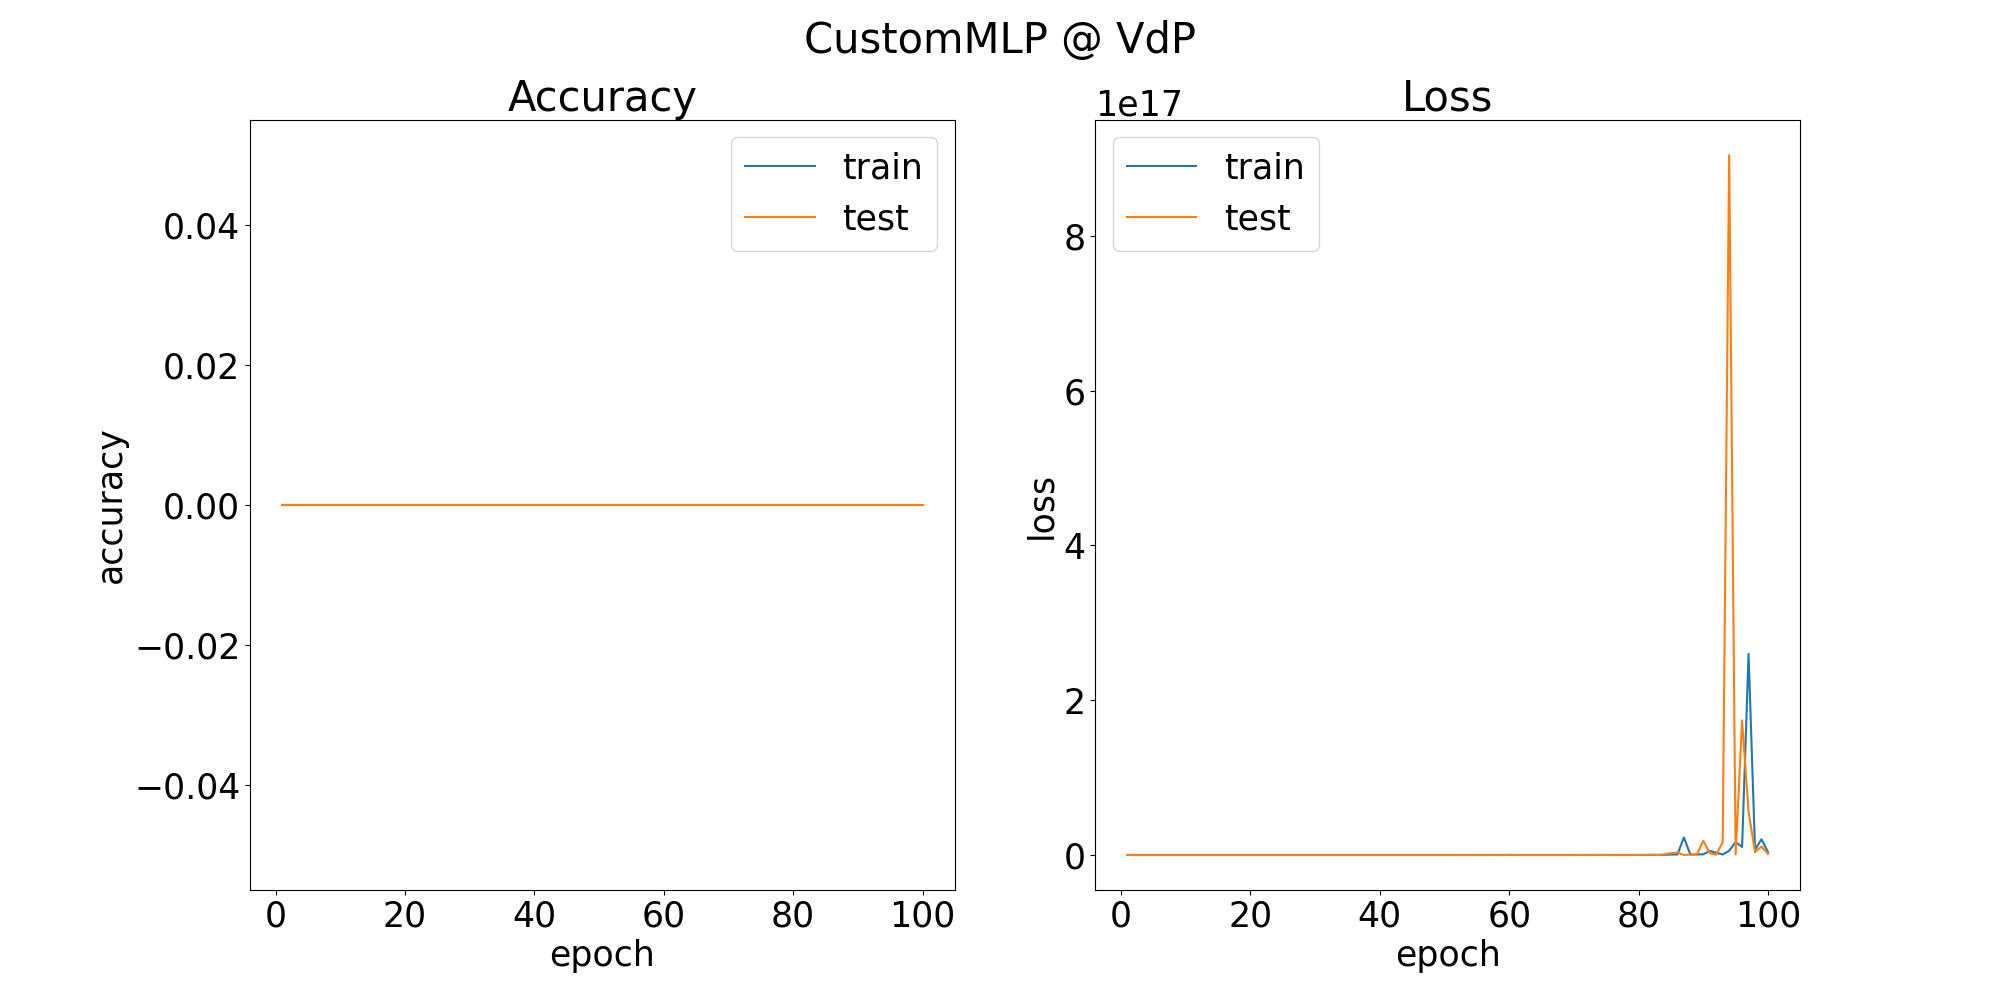 CustomMLP @ VdP
Accuracy
train
test
0.04
0.02
0.00
−0.02
−0.04
accuracy
0 20 40 60 80 100
epoch
Loss
1e17
train
test
8
6
4
2
0
loss
0 20 40 60 80 100
epoch